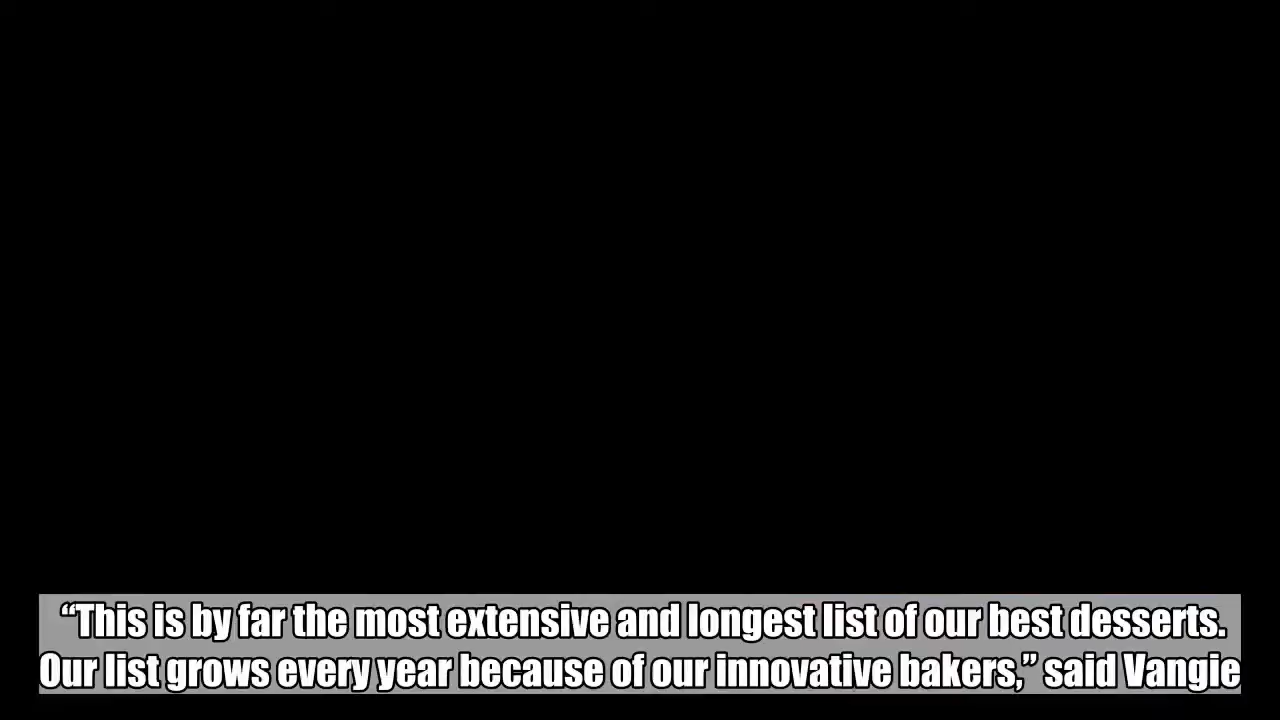 “This is by far the most extensive and longest list of our best desserts.
Our list grows every year because of our innovative bakers,” said Vangie